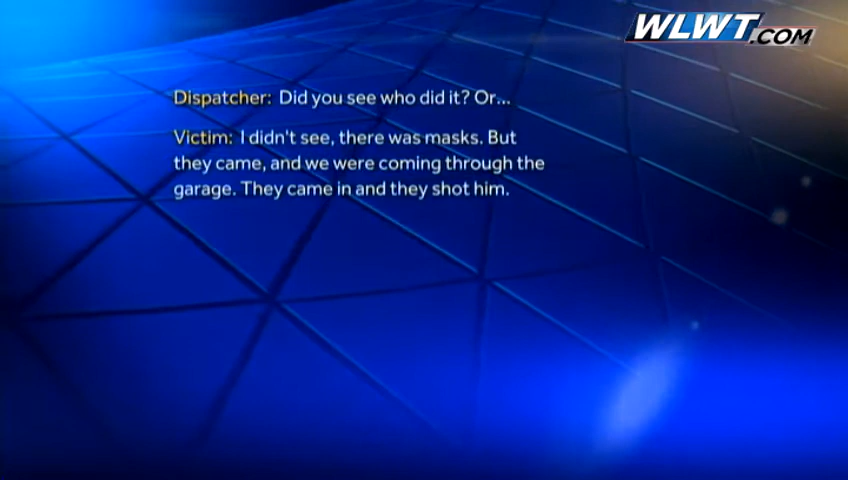 WLWT.COM
Dispatcher: Did you see who did it? Or...
Victim: I didn't see, there was masks. But
they came, and we were coming through the
garage. They came in and they shot him.